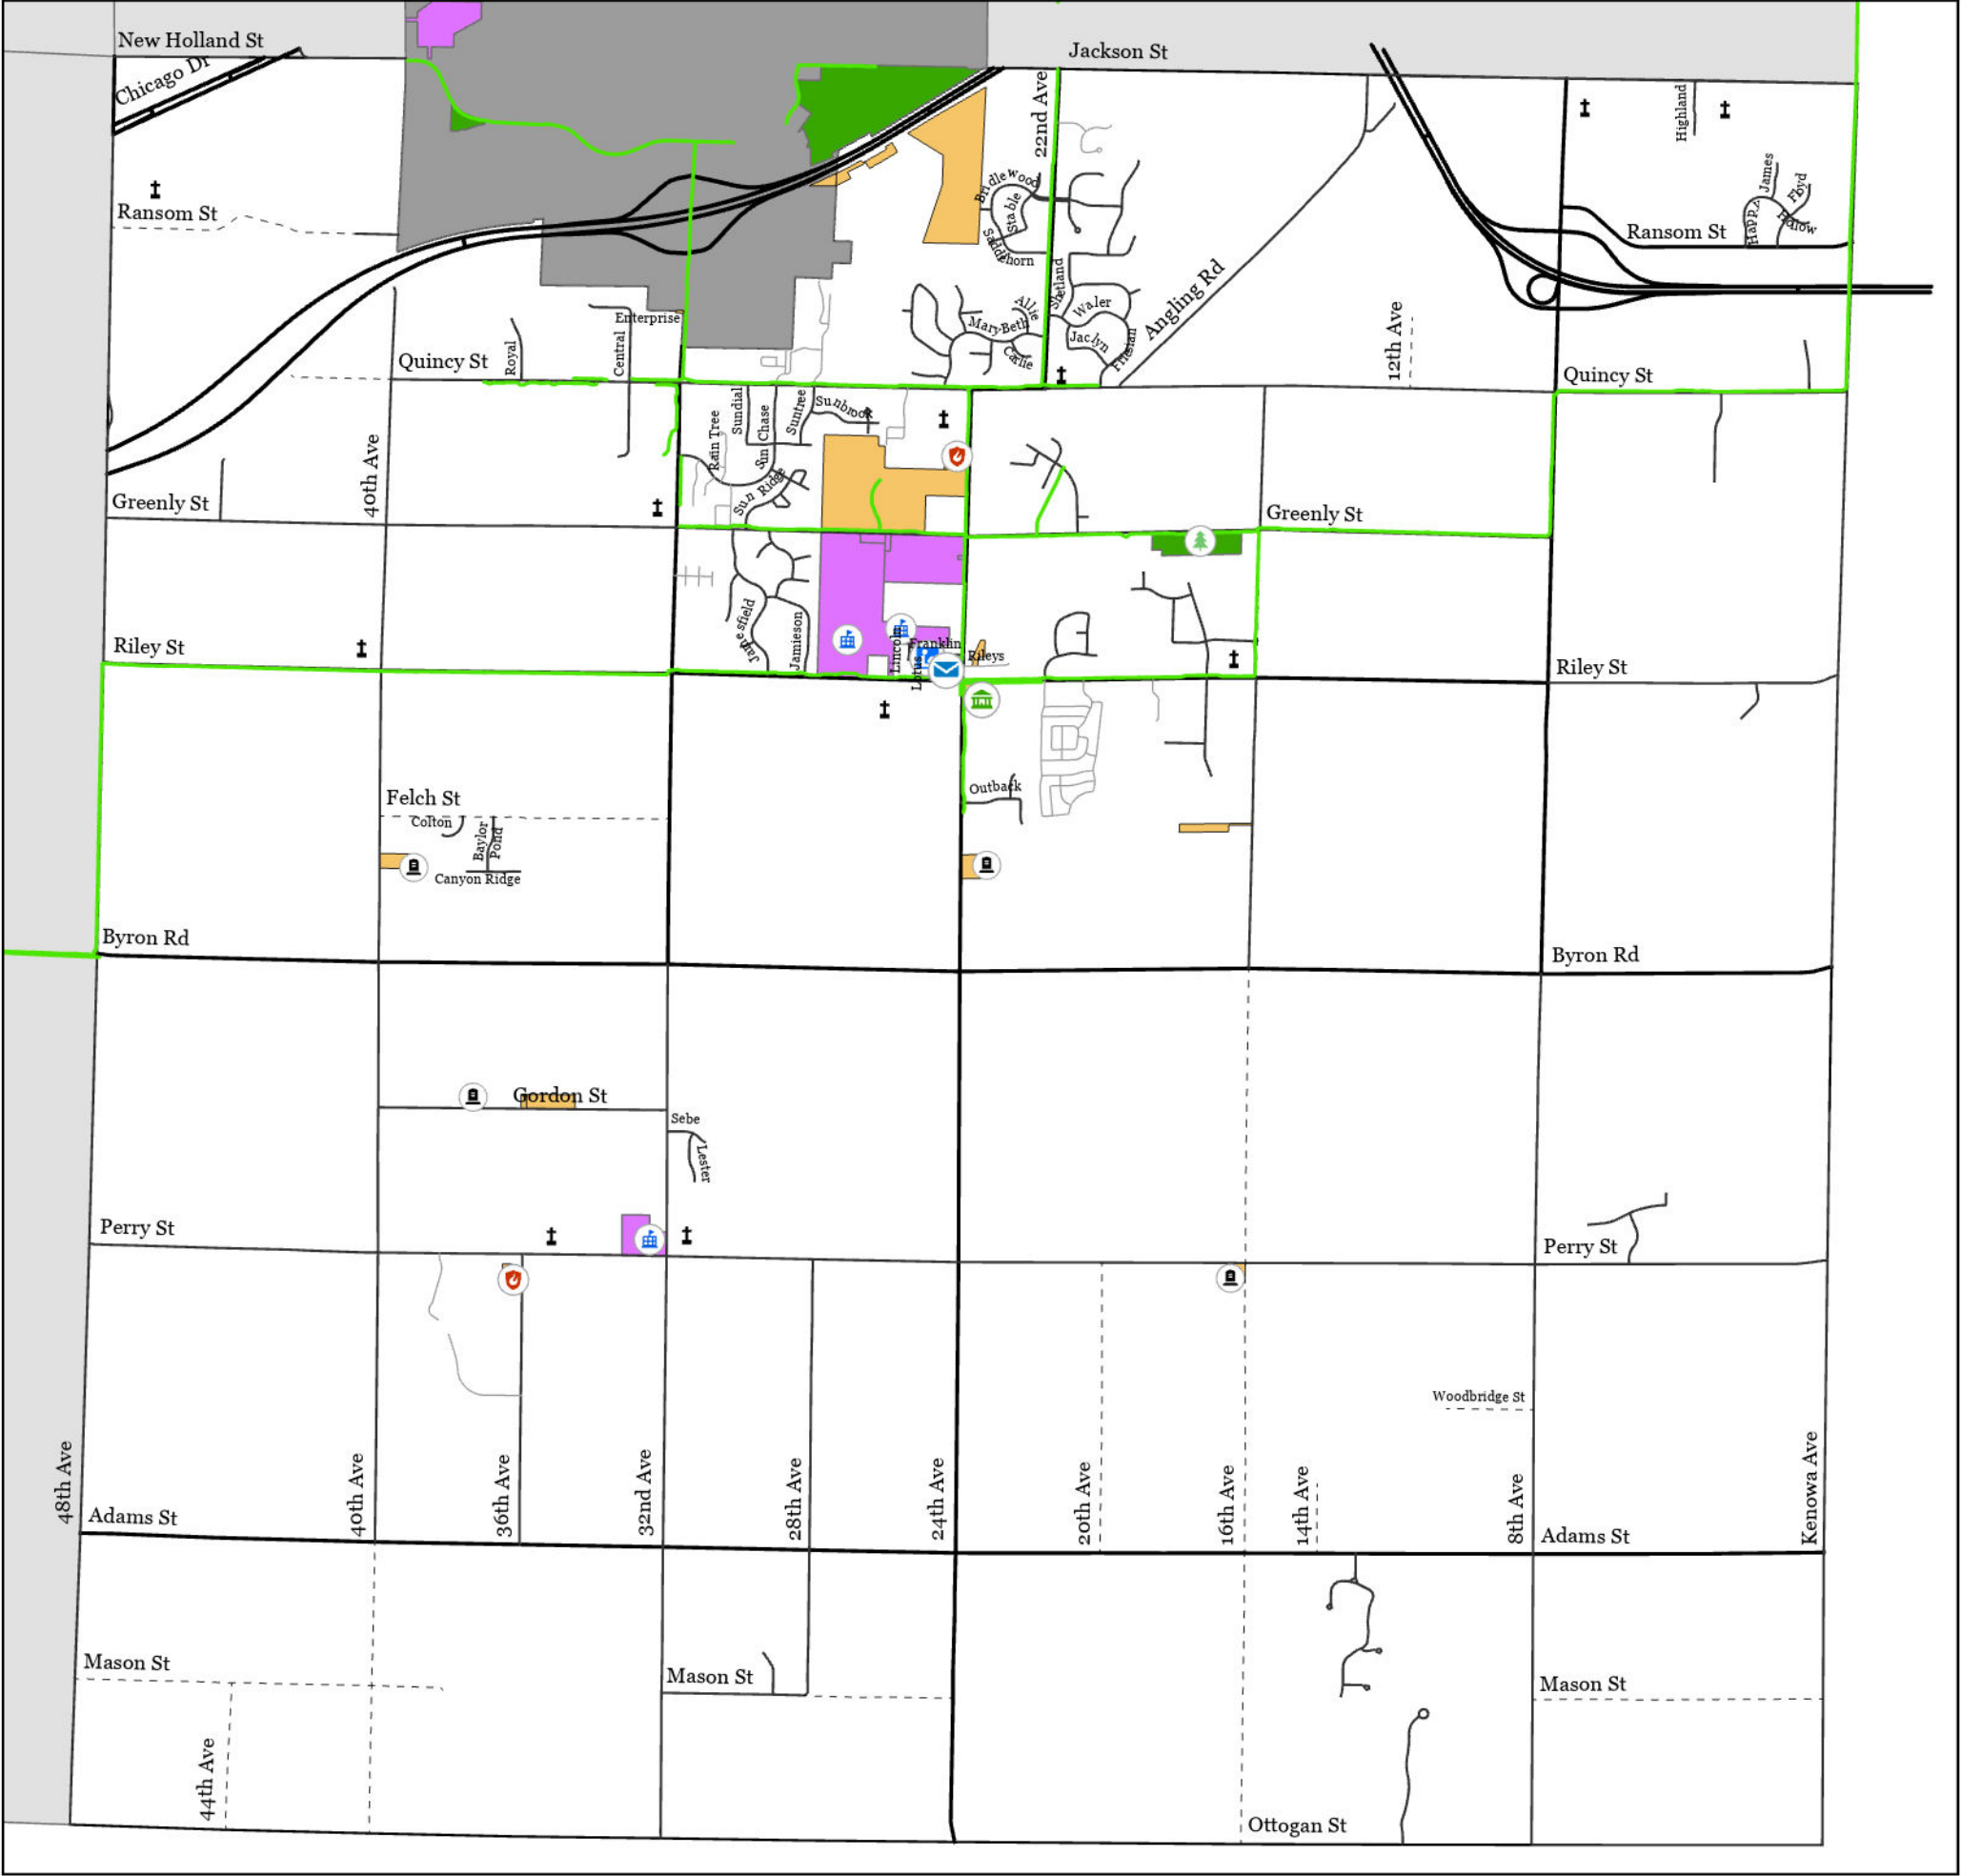 New Holland St
Jackson St
Chicago Dr
22nd Ave
Highland
James
Floyd
Happy
Hollow
Bridlewood
Stable
Saddlehorn
Ransom St
Ransom St
Shetland
Waler
Angling Rd
Allie
MaryBeth
Carlie
Jaclyn
Friesian
12th Ave
Enterprise
Central
Royal
Quincy St
Quincy St
Rain Tree
Sundial
Sun Chase
Suntree
Sunbrook
Sun Ridge
40th Ave
Greenly St
Greenly St
Jamesfield
Jamieson
Lincoln
Franklin
Lotus
Rileys
Riley St
Riley St
Outback
Felch St
Colton
Baylor
Pond
Canyon Ridge
Byron Rd
Byron Rd
Gordon St
Sebe
Lester
Perry St
Perry St
Woodbridge St
48th Ave
40th Ave
36th Ave
32nd Ave
28th Ave
24th Ave
20th Ave
16th Ave
14th Ave
8th Ave
Kenowa Ave
Adams St
Adams St
Mason St
Mason St
Mason St
44th Ave
Ottogan St